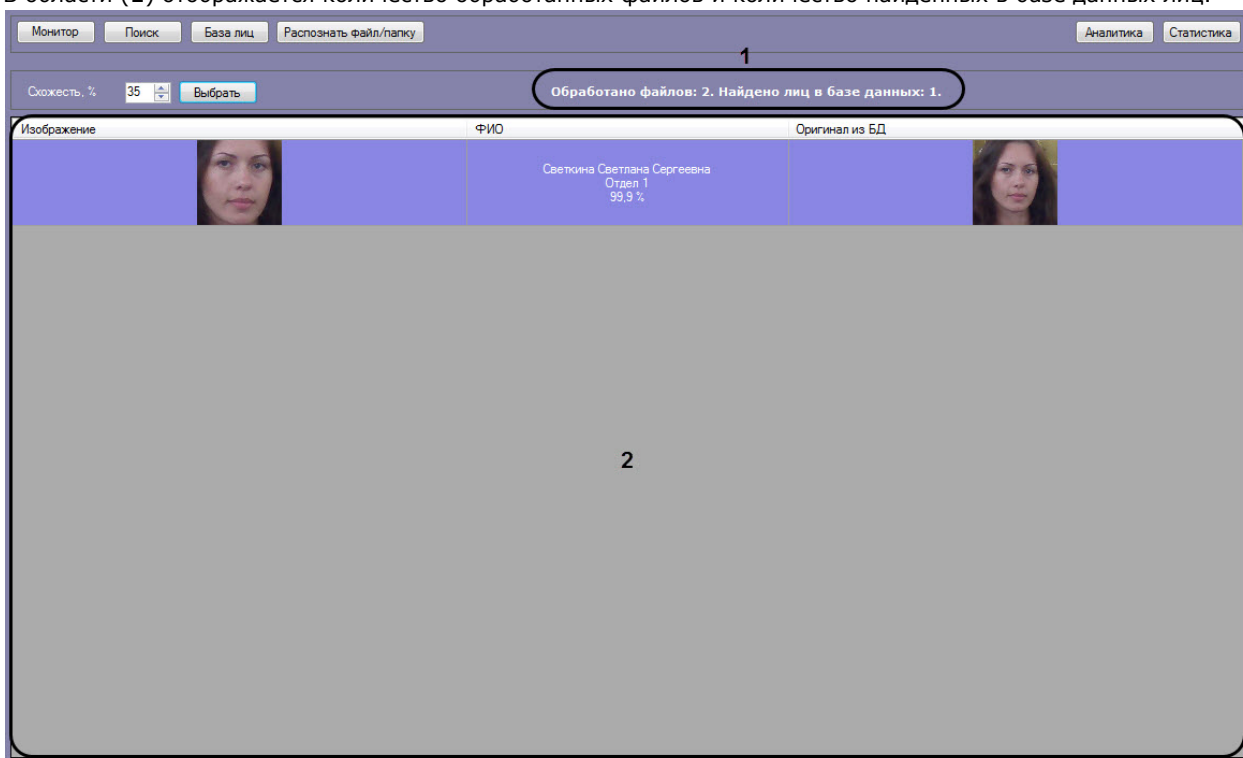 В области (1) отображается количество обработанных файлов и количество найденных в базе данных лиц.
Монитор Поиск База лиц Распознать файл/папку Аналитика Статистика
1
Схожесть, % 35 Выбрать Обработано файлов: 2. Найдено лиц в базе данных: 1.
Изображение ФИО Оригинал из БД
Светкина Светлана Сергеевна
Отдел 1
99,9 %
2